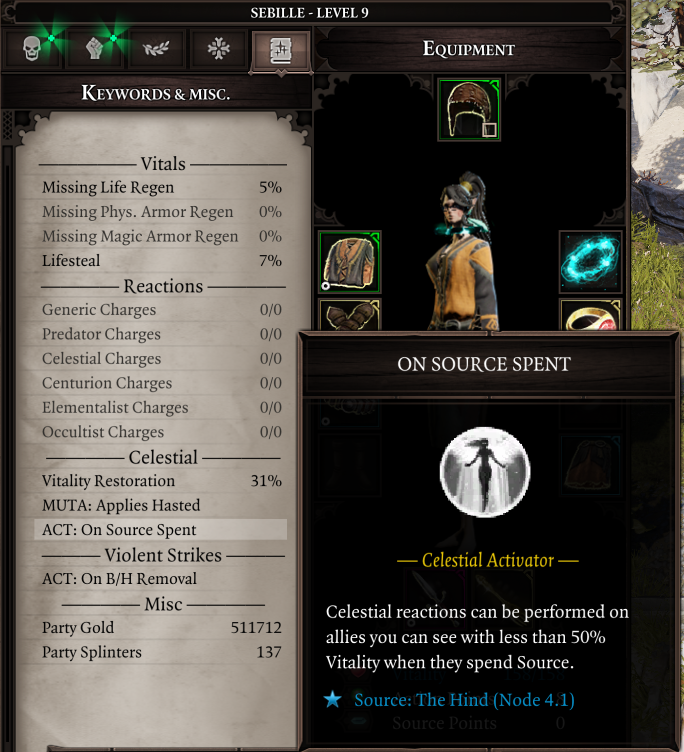 SEBILLE - LEVEL 9
KEYWORDS & MISC.
EQUIPMENT
Vitals
Missing Life Regen 5%
Missing Phys. Armor Regen 0%
Missing Magic Armor Regen 0%
Lifesteal 7%
Reactions
Generic Charges 0/0
Predator Charges 0/0
Celestial Charges 0/0
Centurion Charges 0/0
Elementalist Charges 0/0
Occultist Charges 0/0
Celestial
Vitality Restoration 31%
MUTA: Applies Hasted
ACT: On Source Spent
Violent Strikes
ACT: On B/H Removal
Misc
Party Gold 511712
Party Splinters 137
ON SOURCE SPENT
Celestial Activator
Celestial reactions can be performed on
allies you can see with less than 50%
Vitality when they spend Source.
Source: The Hind (Node 4.1)
Source Points 0